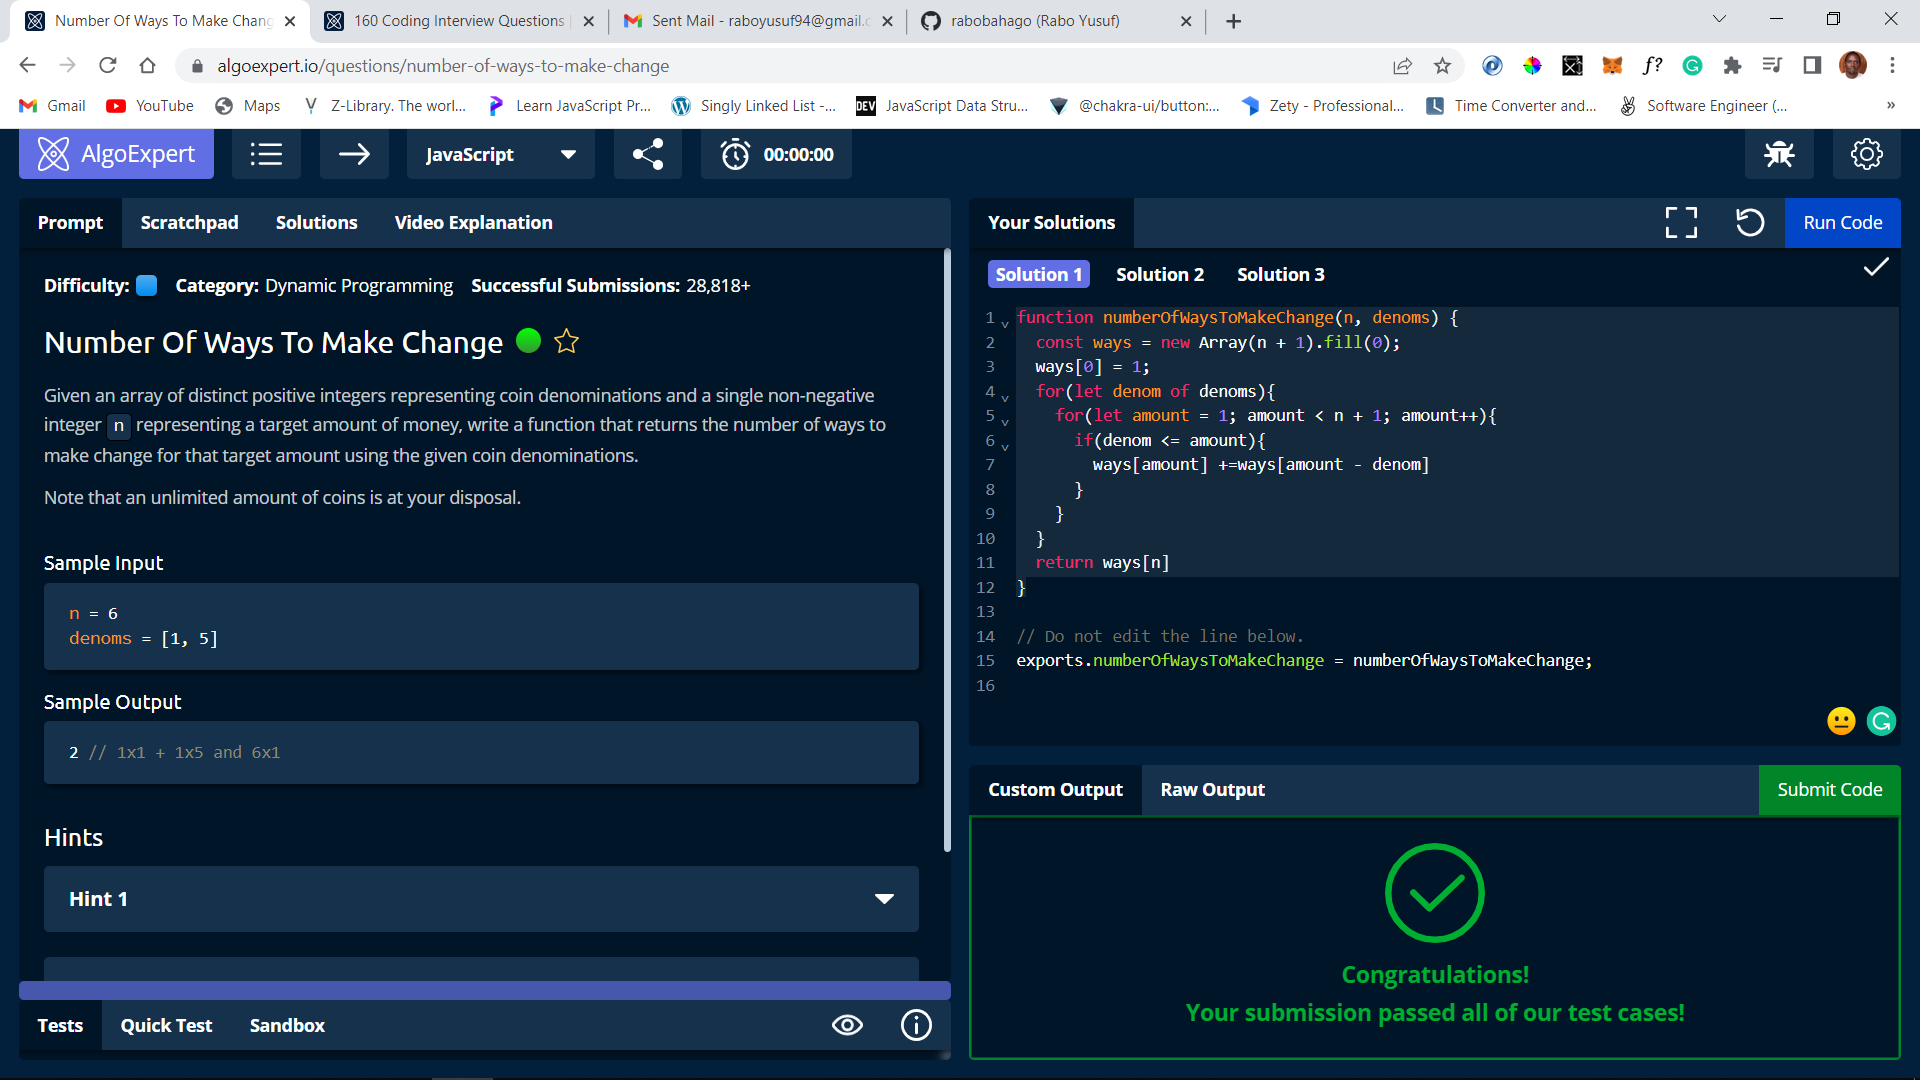 Number Of Ways To Make Chang
160 Coding Interview Questions
Sent Mail - raboyusuf94@gmail.c
rabobahago (Rabo Yusuf)
algoexpert.io/questions/number-of-ways-to-make-change
f?
Gmail
YouTube
Maps
Z-Library. The worl...
Learn JavaScript Pr...
Singly Linked List -...
DEV JavaScript Data Stru...
@chakra-ui/button:...
Zety - Professional...
Time Converter and...
Software Engineer (...
»
AlgoExpert
JavaScript
00:00:00
Prompt
Scratchpad
Solutions
Video Explanation
Difficulty:
Category: Dynamic Programming
Successful Submissions: 28,818+
Number Of Ways To Make Change
Given an array of distinct positive integers representing coin denominations and a single non-negative
integer n representing a target amount of money, write a function that returns the number of ways to
make change for that target amount using the given coin denominations.
Note that an unlimited amount of coins is at your disposal.
Sample Input
n = 6
denoms = [1, 5]
Sample Output
2 // 1x1 + 1x5 and 6x1
Hints
Hint 1
Tests
Quick Test
Sandbox
Your Solutions
Run Code
Solution 1
Solution 2
Solution 3
1 function numberOfWaysToMakeChange(n, denoms) {
2 const ways = new Array(n + 1).fill(0);
3 ways[0] = 1;
4 for(let denom of denoms){
5 for(let amount = 1; amount < n + 1; amount++){
6 if(denom <= amount){
7 ways[amount] +=ways[amount - denom]
8 }
9 }
10 }
11 return ways[n]
12 }
13
14 // Do not edit the line below.
15 exports.numberOfWaysToMakeChange = numberOfWaysToMakeChange;
16
Custom Output
Raw Output
Submit Code
Congratulations!
Your submission passed all of our test cases!